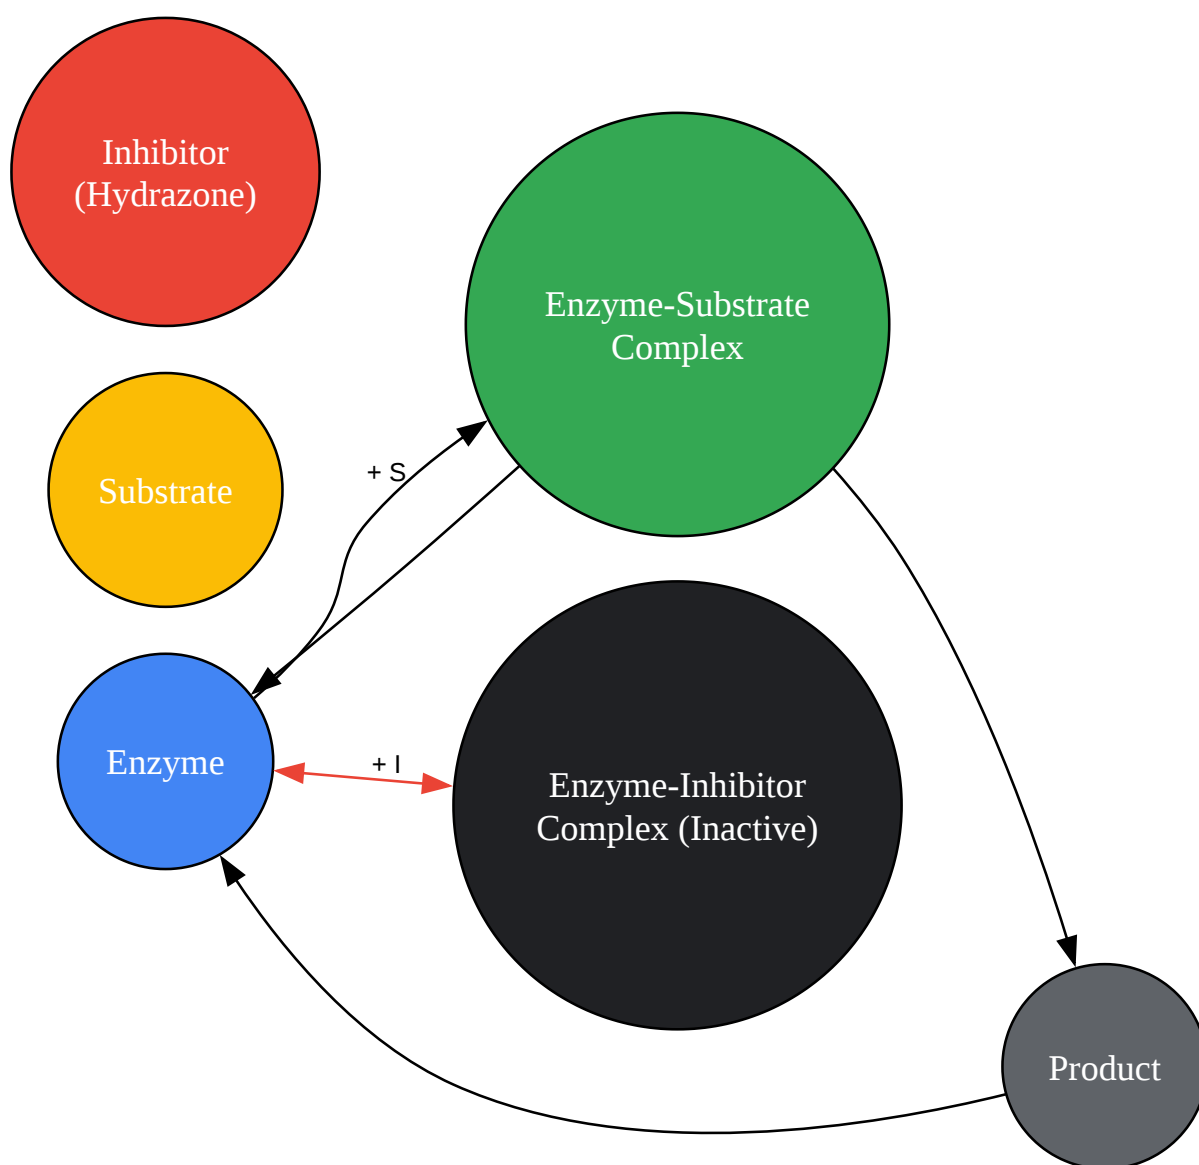 Inhibitor
(Hydrazone)
Enzyme-Substrate
Complex
+ S
Substrate
Enzyme
+ I
Enzyme-Inhibitor
Complex (Inactive)
Product